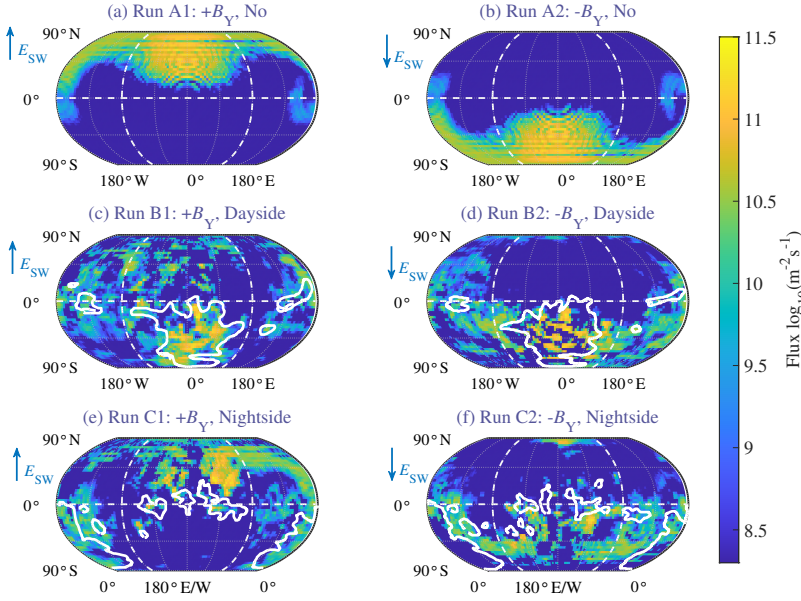 (a) Run A1: +B_Y, No
(b) Run A2: -B_Y, No
E_SW
90°N
0°
90°S
180°W 0° 180°E
E_SW
90°N
0°
90°S
180°W 0° 180°E
(c) Run B1: +B_Y, Dayside
(d) Run B2: -B_Y, Dayside
E_SW
90°N
0°
90°S
180°W 0° 180°E
E_SW
90°N
0°
90°S
180°W 0° 180°E
(e) Run C1: +B_Y, Nightside
(f) Run C2: -B_Y, Nightside
E_SW
90°N
0°
90°S
0° 180°E/W 0°
E_SW
90°N
0°
90°S
0° 180°E/W 0°
11.5
11
10.5
10
9.5
9
8.5
Flux log₁₀(m⁻²s⁻¹)